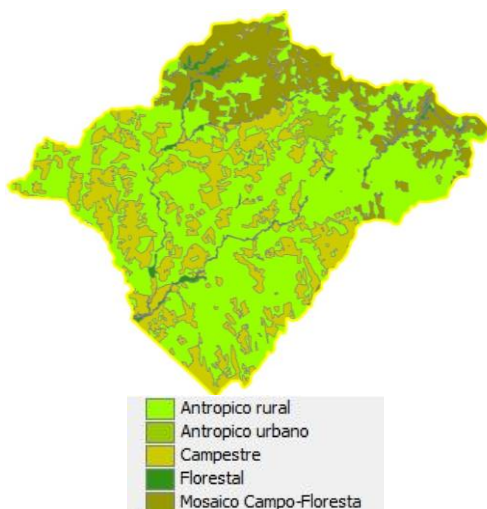 Antropico rural
Antropico urbano
Campestre
Florestal
Mosaico Campo-Floresta